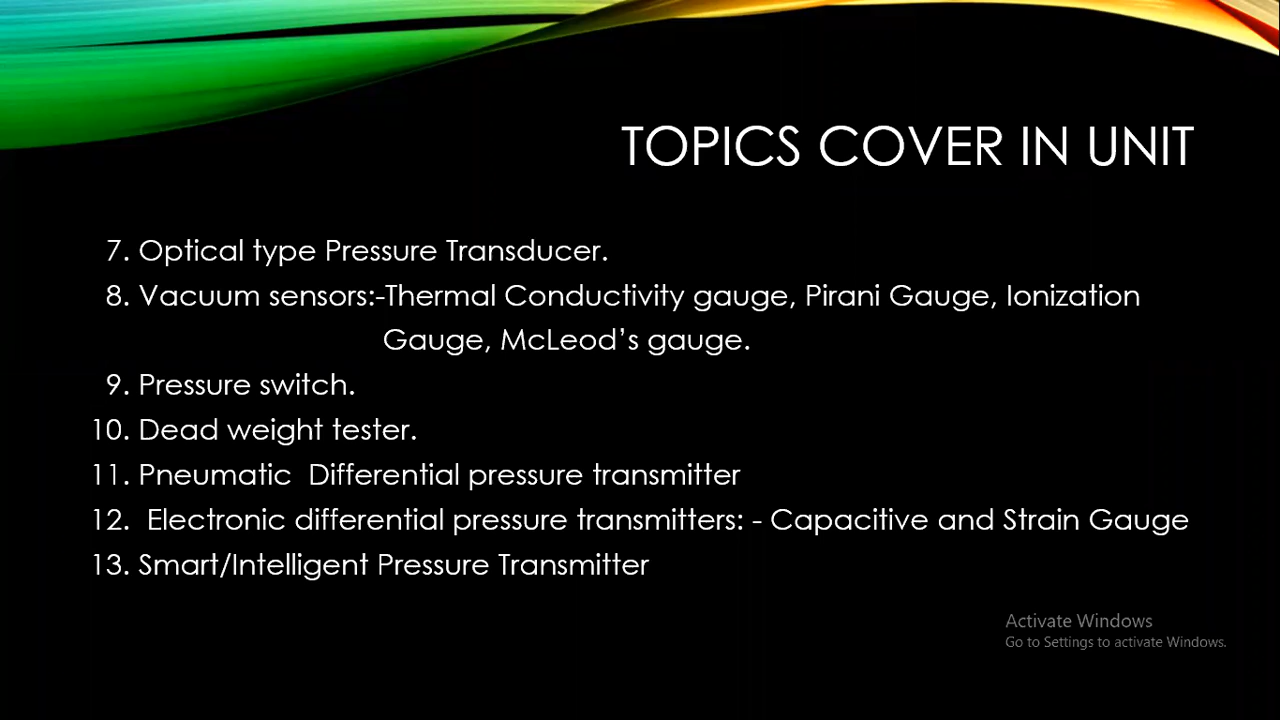 TOPICS COVER IN UNIT
7. Optical type Pressure Transducer.
8. Vacuum sensors:-Thermal Conductivity gauge, Pirani Gauge, Ionization
Gauge, McLeod’s gauge.
9. Pressure switch.
10. Dead weight tester.
11. Pneumatic Differential pressure transmitter
12. Electronic differential pressure transmitters: - Capacitive and Strain Gauge
13. Smart/Intelligent Pressure Transmitter
Activate Windows
Go to Settings to activate Windows.